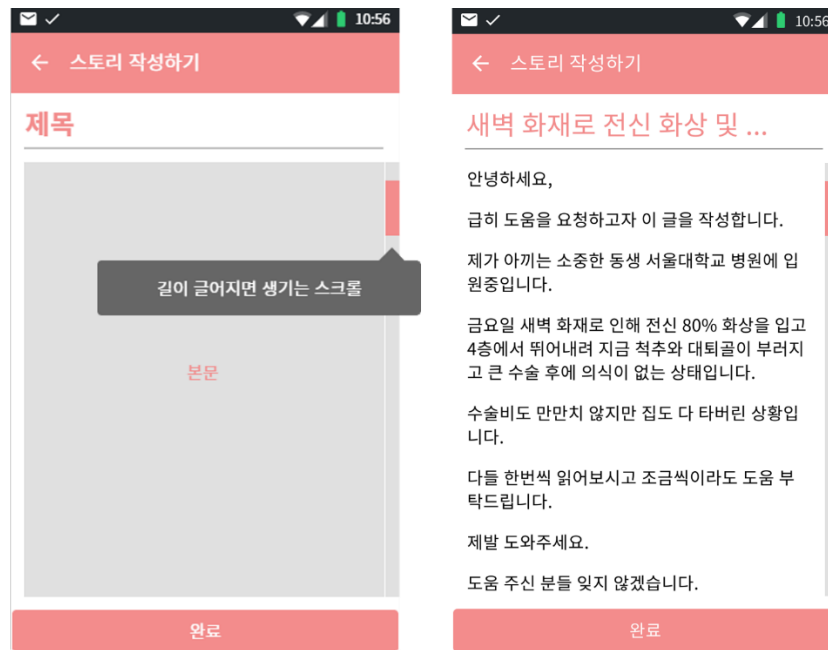 10:56
스토리 작성하기
제목
길이 글어지면 생기는 스크롤
본문
완료
10:56
스토리 작성하기
새벽 화재로 전신 화상 및 ...
안녕하세요,
급히 도움을 요청하고자 이 글을 작성합니다.
제가 아끼는 소중한 동생 서울대학교 병원에 입
원중입니다.
금요일 새벽 화재로 인해 전신 80% 화상을 입고
4층에서 뛰어내려 지금 척추와 대퇴골이 부러지
고 큰 수술 후에 의식이 없는 상태입니다.
수술비도 만만치 않지만 집도 다 타버린 상황입
니다.
다들 한번씩 읽어보시고 조금씩이라도 도움 부
탁드립니다.
제발 도와주세요.
도움 주신 분들 잊지 않겠습니다.
완료